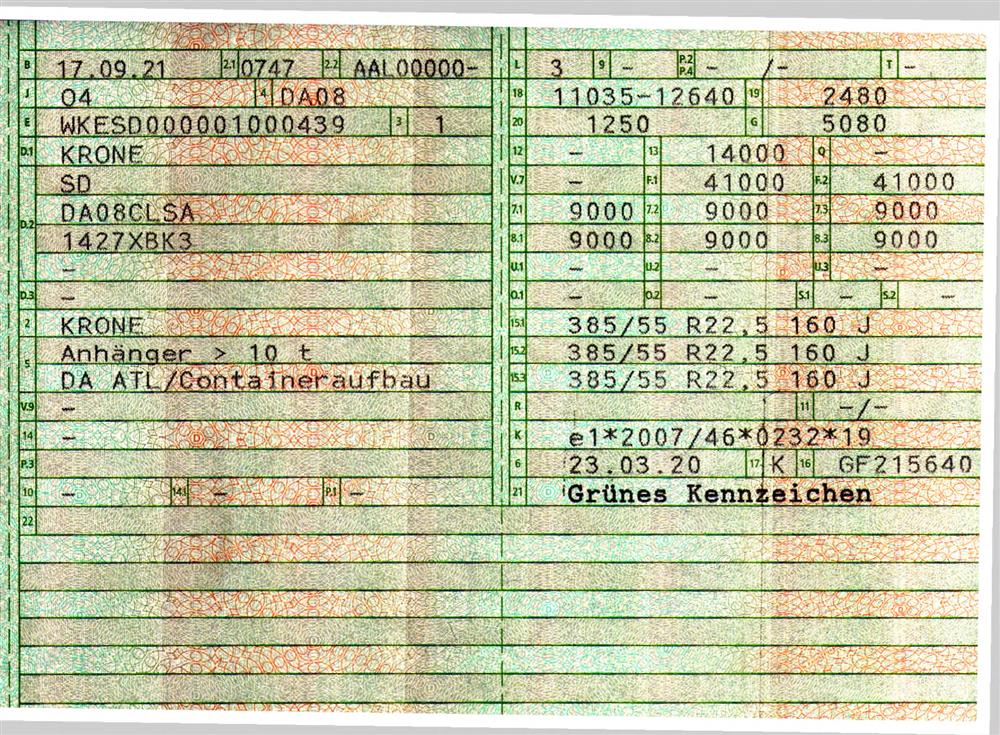 B 17.09.21 2.1 0747 2.2 AAL00000-
J 04 4 DA08
E WKESD000001000439 3 1
D.1 KRONE
SD
D.2 DA08CLSA
1427XBK3
–
D.3 –
2 KRONE
5 Anhänger > 10 t
DA ATL/Containeraufbau
V.9 –
14 –
P.3
10 – 14.1 – P.1 –
22
L 3 9 – P.2 P.4 – /– T –
18 11035-12640 19 2480
20 1250 G 5080
12 – 13 14000 Q –
V.7 – F.1 41000 F.2 41000
7.1 9000 7.2 9000 7.3 9000
8.1 9000 8.2 9000 8.3 9000
U.1 – U.2 – U.3 –
O.1 – O.2 – S.1 – S.2 –
15.1 385/55 R22,5 160 J
15.2 385/55 R22,5 160 J
15.3 385/55 R22,5 160 J
R 11 –/–
K e1*2007/46*0232*19
6 23.03.20 17 K 16 GF215640
21 Grünes Kennzeichen